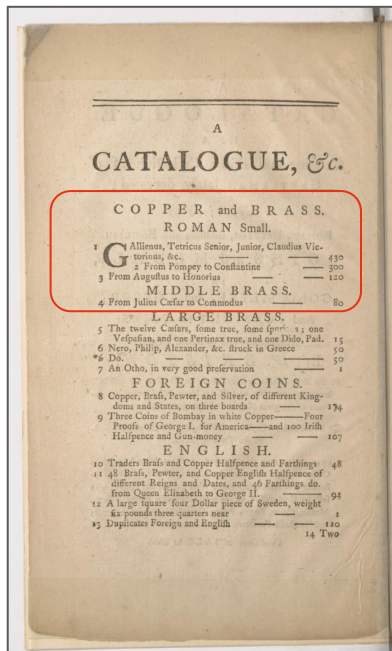 A
CATALOGUE, &c.
COPPER and BRASS.
ROMAN Small.
1 GAllienus, Tetricus Senior, Junior, Claudius Vic-
torinus, &c. — 430
2 From Pompey to Conſtantine — 300
3 From Auguſtus to Honorius — 120
MIDDLE BRASS.
4 From Julius Cæſar to Commodus — 80
LARGE BRASS.
5 The twelve Cæſars, ſome true, ſome ; one
Veſpaſian, and one Pertinax true, and one Dido, Pad. 15
6 Nero, Philip, Alexander, &c. ſtruck in Greece 50
*6 Do. — — — 50
7 An Otho, in very good preſervation — 1
FOREIGN COINS.
8 Copper, Braſs, Pewter, and Silver, of different King-
doms and States, on three boards — 174
9 Three Coins of Bombay in white Copper——Four
Proofs of George I. for America——and 100 Iriſh
Halfpence and Gun-money — — 107
ENGLISH.
10 Traders Braſs and Copper Halfpence and Farthings 48
11 48 Braſs, Pewter, and Copper Engliſh Halfpence of
different Reigns and Dates, and 46 Farthings do.
from Queen Elizabeth to George II. — 94
12 A large ſquare four Dollar piece of Sweden, weight
ſix pounds three quarters near — 1
13 Duplicates Foreign and Engliſh — — 110
14 Two